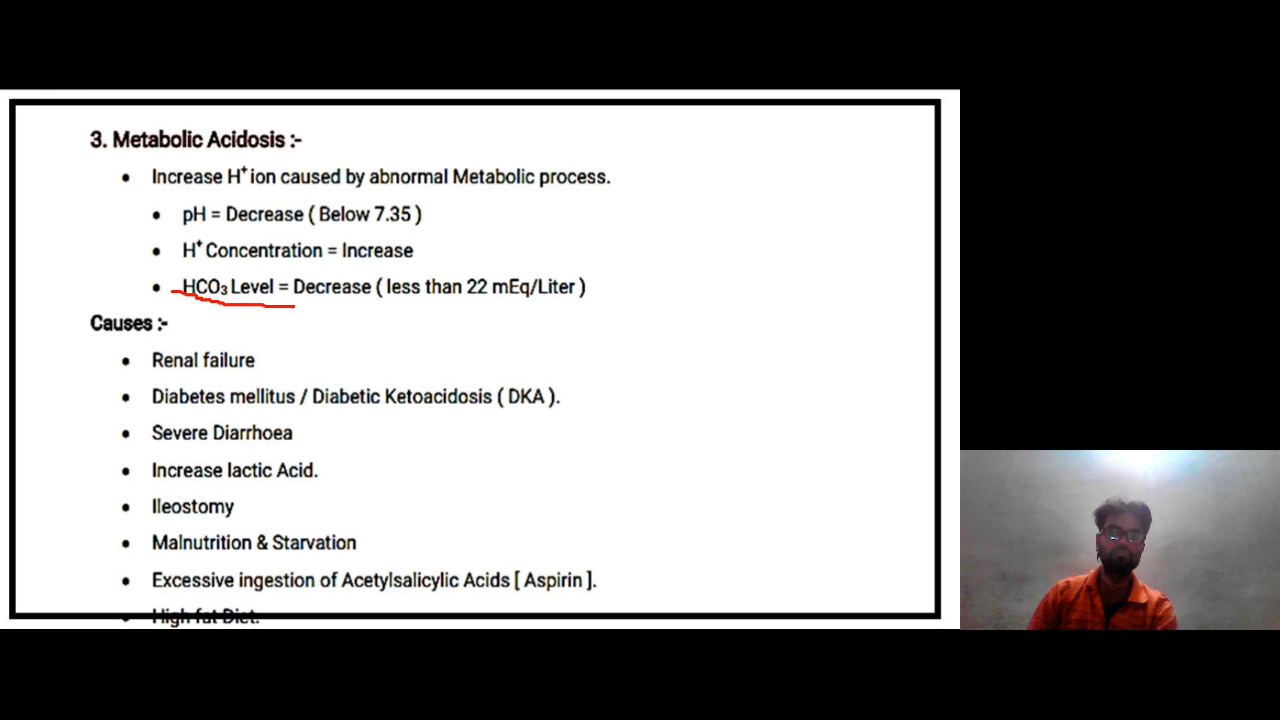 3. Metabolic Acidosis :-
• Increase H⁺ ion caused by abnormal Metabolic process.
• pH = Decrease ( Below 7.35 )
• H⁺ Concentration = Increase
• HCO₃ Level = Decrease ( less than 22 mEq/Liter )
Causes :-
• Renal failure
• Diabetes mellitus / Diabetic Ketoacidosis ( DKA ).
• Severe Diarrhoea
• Increase lactic Acid.
• Ileostomy
• Malnutrition & Starvation
• Excessive ingestion of Acetylsalicylic Acids [ Aspirin ].
• High fat Diet.